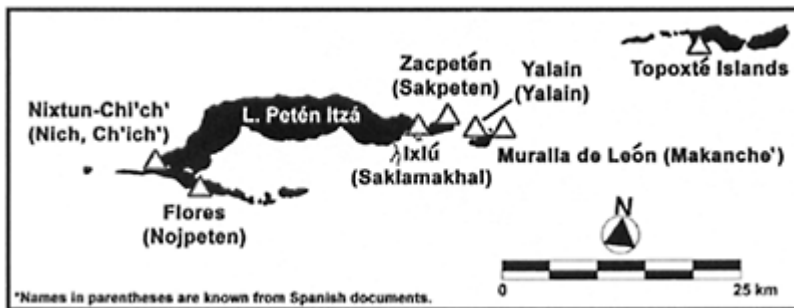 Zacpetén
(Sakpeten)
Yalain
(Yalain)
Topoxté Islands
Nixtun-Chi'ch'
(Nich, Ch'ich')
L. Petén Itzá
Ixlú
(Saklamakhal)
Muralla de León (Makanche')
Flores
(Nojpeten)
N
0
25 km
*Names in parentheses are known from Spanish documents.